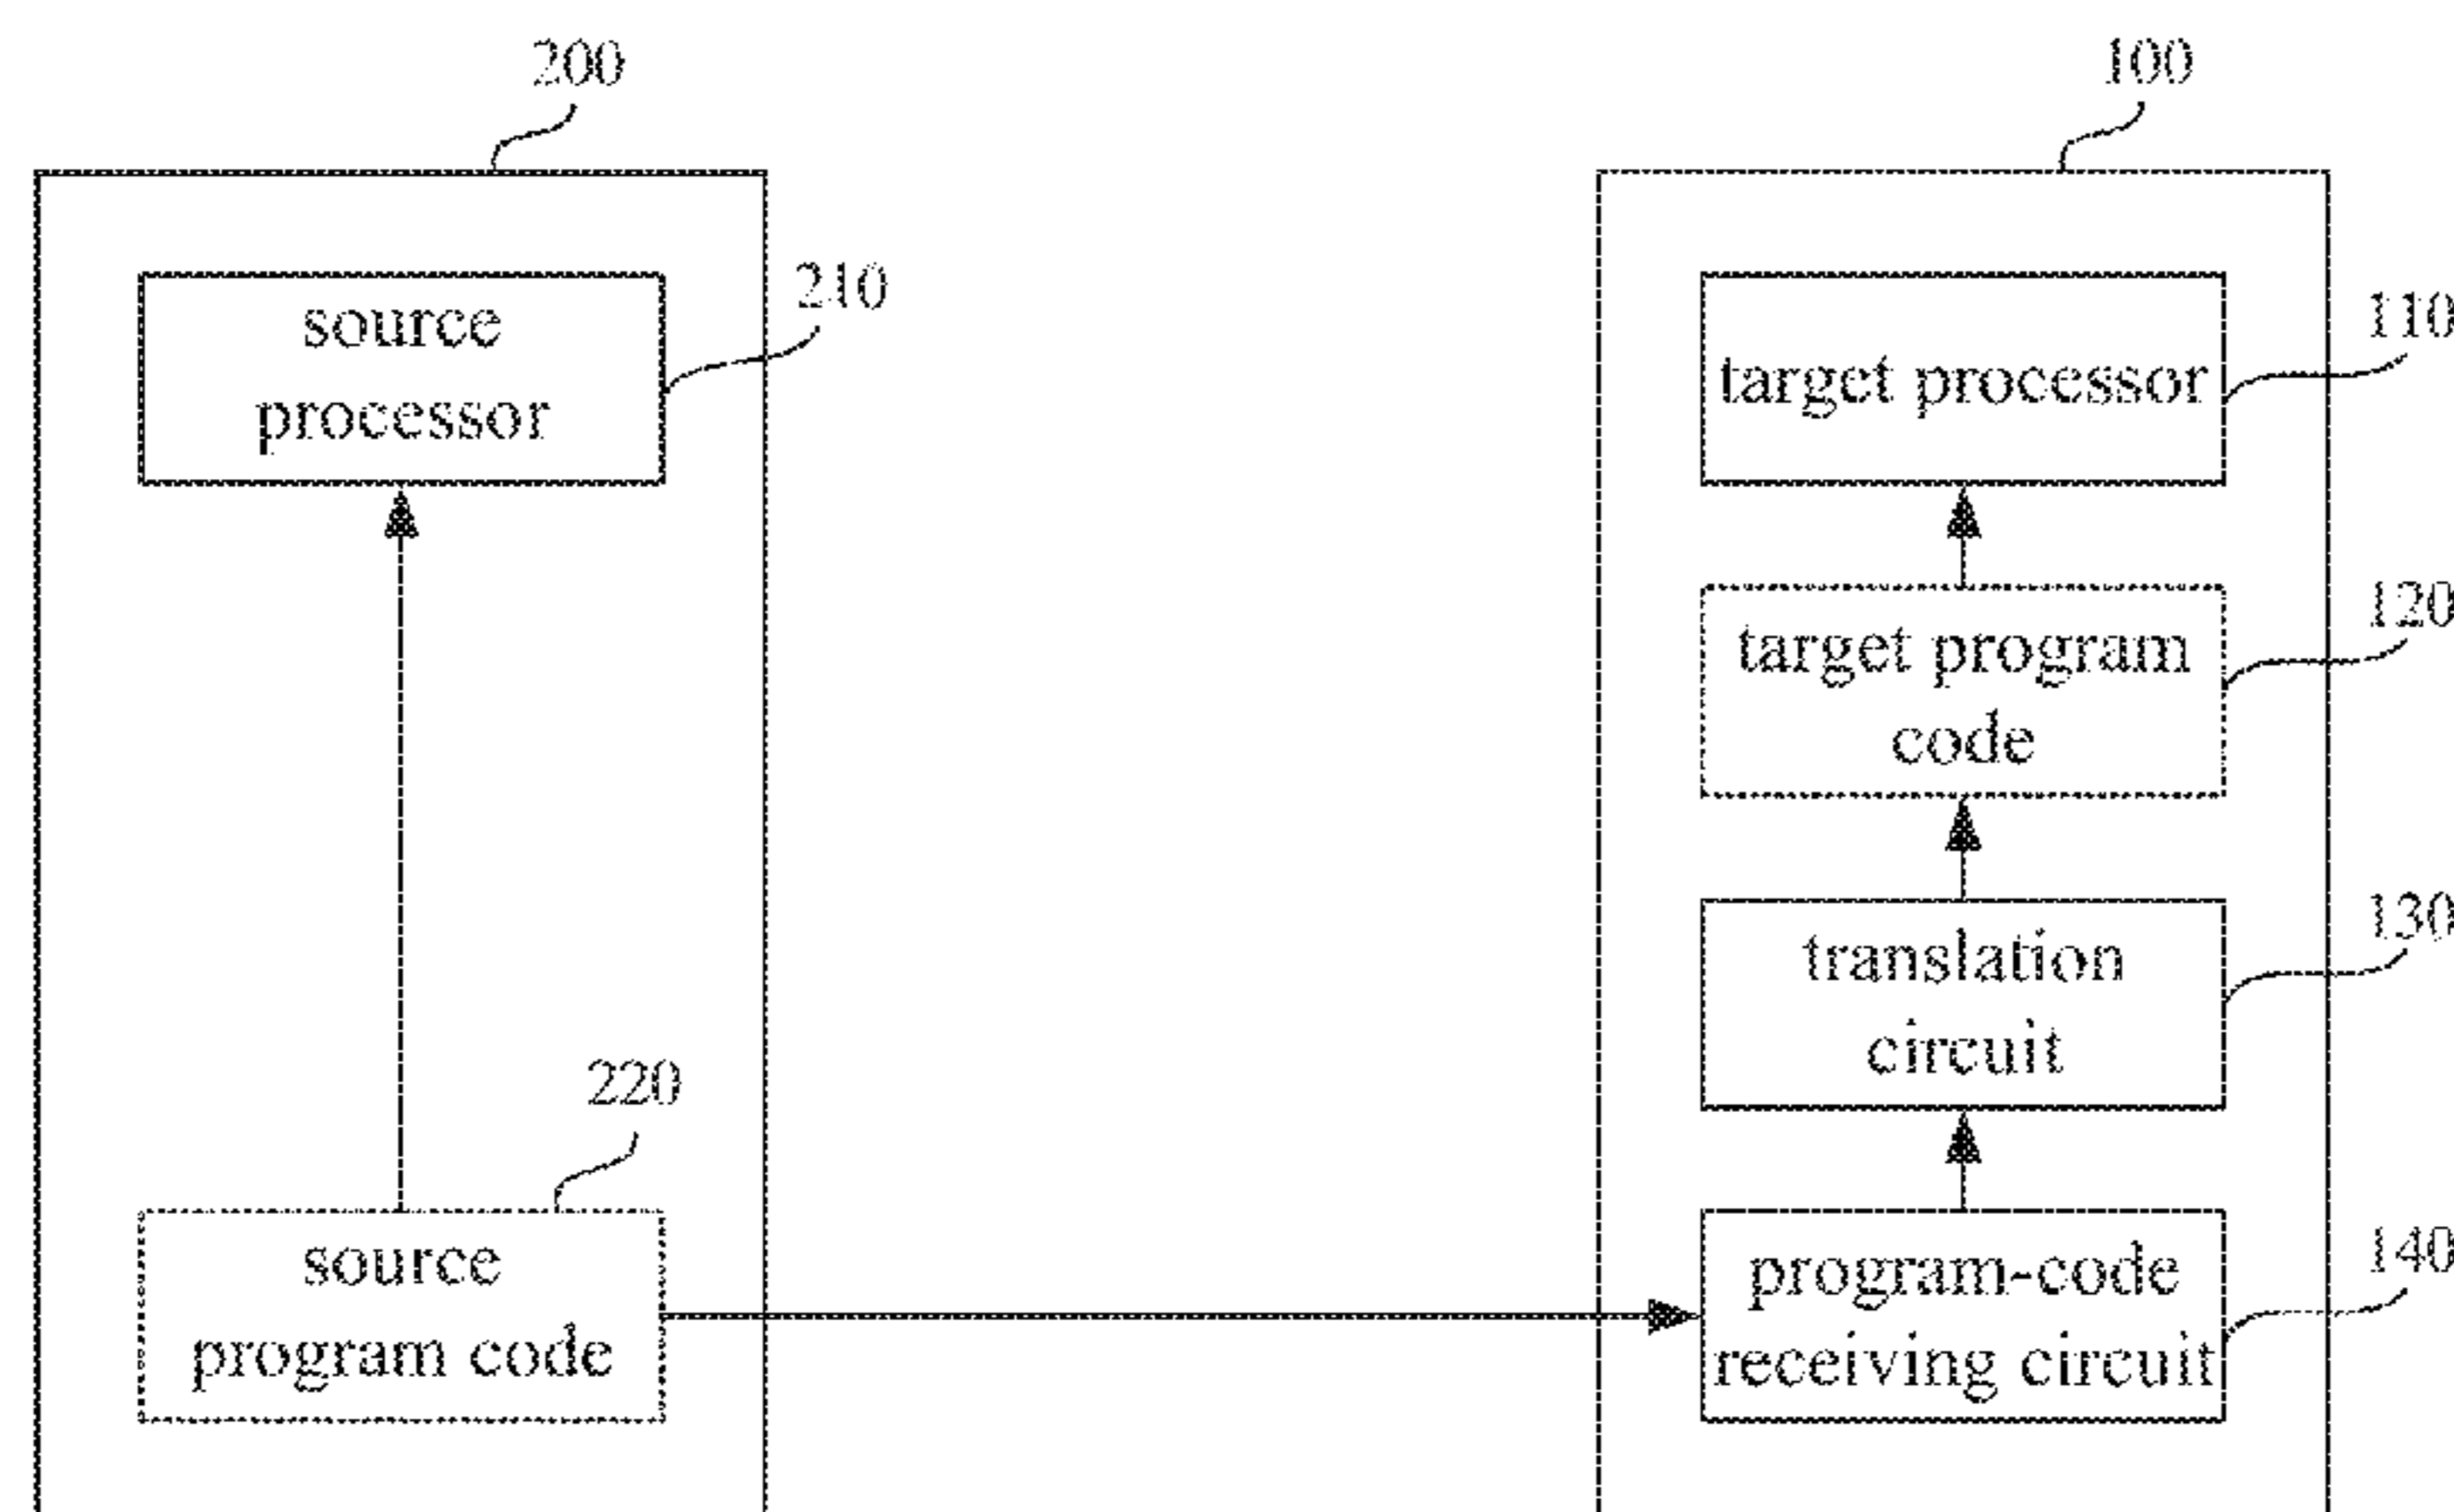 200
100
source
processor
210
target processor
110
target program
code
120
translation
circuit
130
220
source
program code
program-code
receiving circuit
140